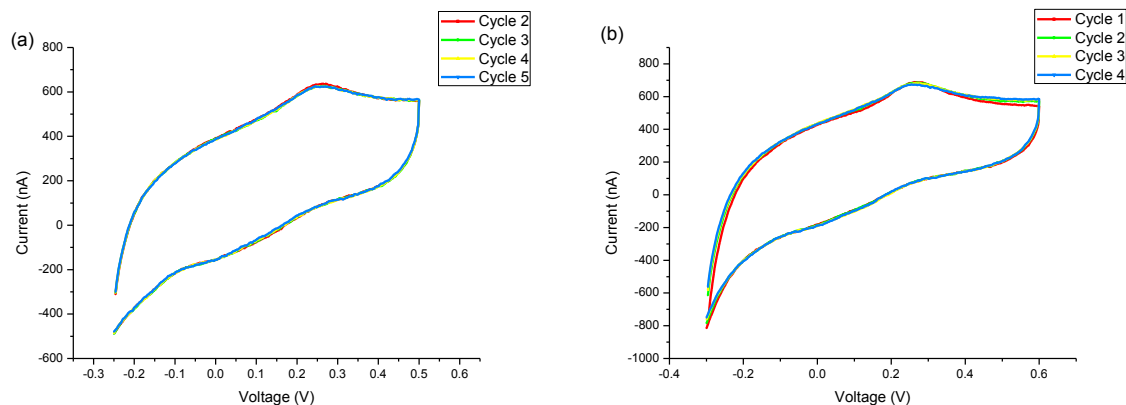 (a)
Cycle 2
Cycle 3
Cycle 4
Cycle 5
800
600
400
200
0
-200
-400
-600
Current (nA)
-0.3 -0.2 -0.1 0.0 0.1 0.2 0.3 0.4 0.5 0.6
Voltage (V)
(b)
Cycle 1
Cycle 2
Cycle 3
Cycle 4
800
600
400
200
0
-200
-400
-600
-800
-1000
Current (nA)
-0.4 -0.2 0.0 0.2 0.4 0.6
Voltage (V)